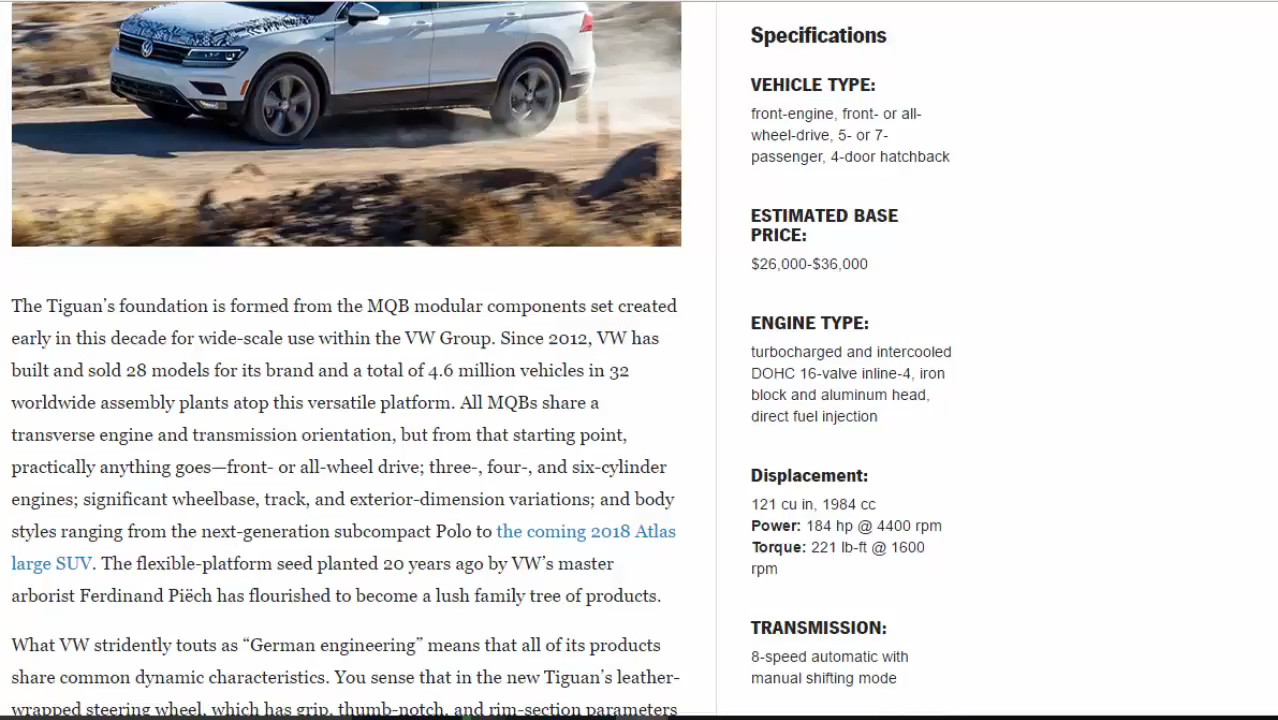 The Tiguan’s foundation is formed from the MQB modular components set created
early in this decade for wide-scale use within the VW Group. Since 2012, VW has
built and sold 28 models for its brand and a total of 4.6 million vehicles in 32
worldwide assembly plants atop this versatile platform. All MQBs share a
transverse engine and transmission orientation, but from that starting point,
practically anything goes—front- or all-wheel drive; three-, four-, and six-cylinder
engines; significant wheelbase, track, and exterior-dimension variations; and body
styles ranging from the next-generation subcompact Polo to the coming 2018 Atlas
large SUV. The flexible-platform seed planted 20 years ago by VW’s master
arborist Ferdinand Piëch has flourished to become a lush family tree of products.
What VW stridently touts as “German engineering” means that all of its products
share common dynamic characteristics. You sense that in the new Tiguan’s leather-
wrapped steering wheel, which has grip, thumb-notch, and rim-section parameters
Specifications
VEHICLE TYPE:
front-engine, front- or all-
wheel-drive, 5- or 7-
passenger, 4-door hatchback
ESTIMATED BASE
PRICE:
$26,000-$36,000
ENGINE TYPE:
turbocharged and intercooled
DOHC 16-valve inline-4, iron
block and aluminum head,
direct fuel injection
Displacement:
121 cu in, 1984 cc
Power: 184 hp @ 4400 rpm
Torque: 221 lb-ft @ 1600
rpm
TRANSMISSION:
8-speed automatic with
manual shifting mode